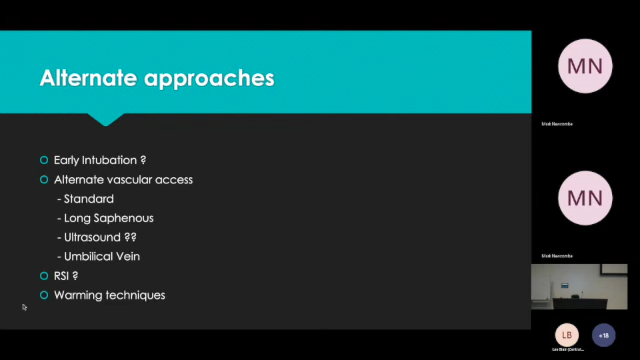 Alternate approaches
Early Intubation ?
Alternate vascular access
- Standard
- Long Saphenous
- Ultrasound ??
- Umbilical Vein
RSI ?
Warming techniques
MN
MN
LB
+18